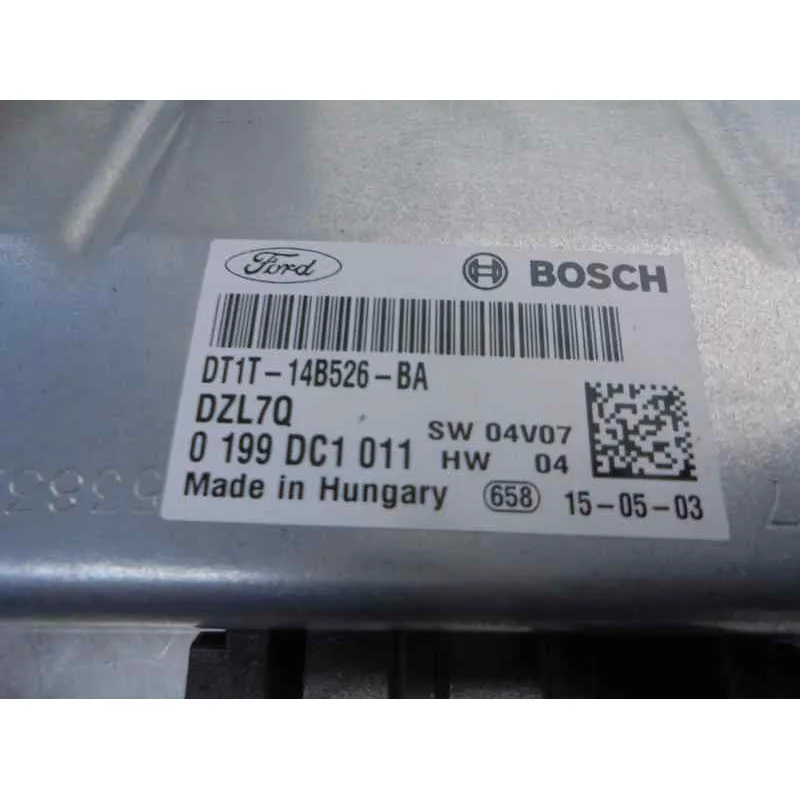 Ford BOSCH
DT1T-14B526-BA
DZL7Q
SW 04V07
0 199 DC1 011 HW 04
Made in Hungary 658 15-05-03